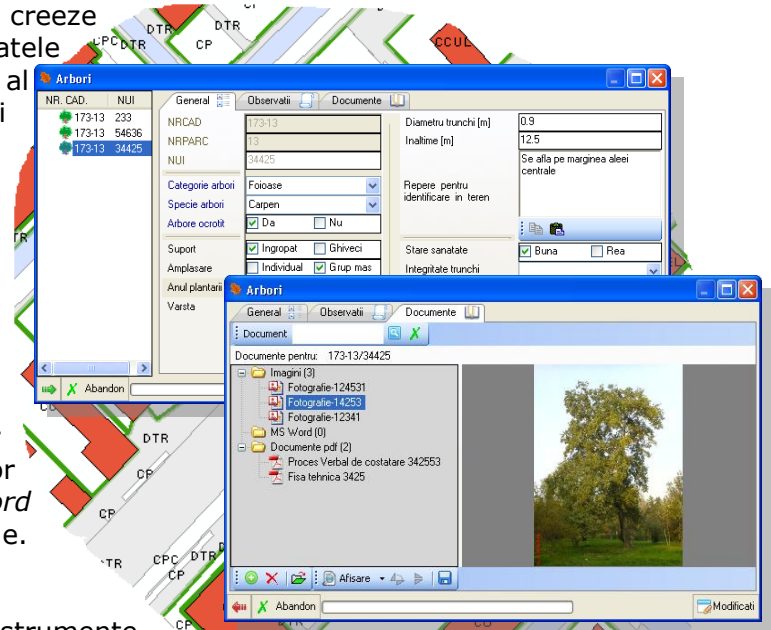 creeze
atele
al
i
or
ord
e.
strumente
DTR
DTR
CPC
DTR
CP
CCUL
Arbori
NR. CAD. NUI
173-13 233
173-13 54636
173-13 34425
General Observatii Documente
NRCAD 173-13
NRPARC 13
NUI 34425
Categorie arbori Foioase
Specie arbori Carpen
Arbore ocrotit Da Nu
Suport Ingropat Ghiveci
Amplasare Individual Grup mas
Anul plantarii
Varsta
Diametru trunchi [m] 0.9
Inaltime [m] 12.5
Repere pentru
identificare in teren
Se afla pe marginea aleei
centrale
Stare sanatate Buna Rea
Integritate trunchi
Abandon
Arbori
General Observatii Documente
Document
Documente pentru: 173-13/34425
Imagini (3)
Fotografie-124531
Fotografie-14253
Fotografie-12341
MS Word (0)
Documente pdf (2)
Proces Verbal de costatare 342553
Fisa tehnica 3425
Afisare
Abandon
Modificati
DTR
CP
CP
TR
CPC
DTR
CP
CP